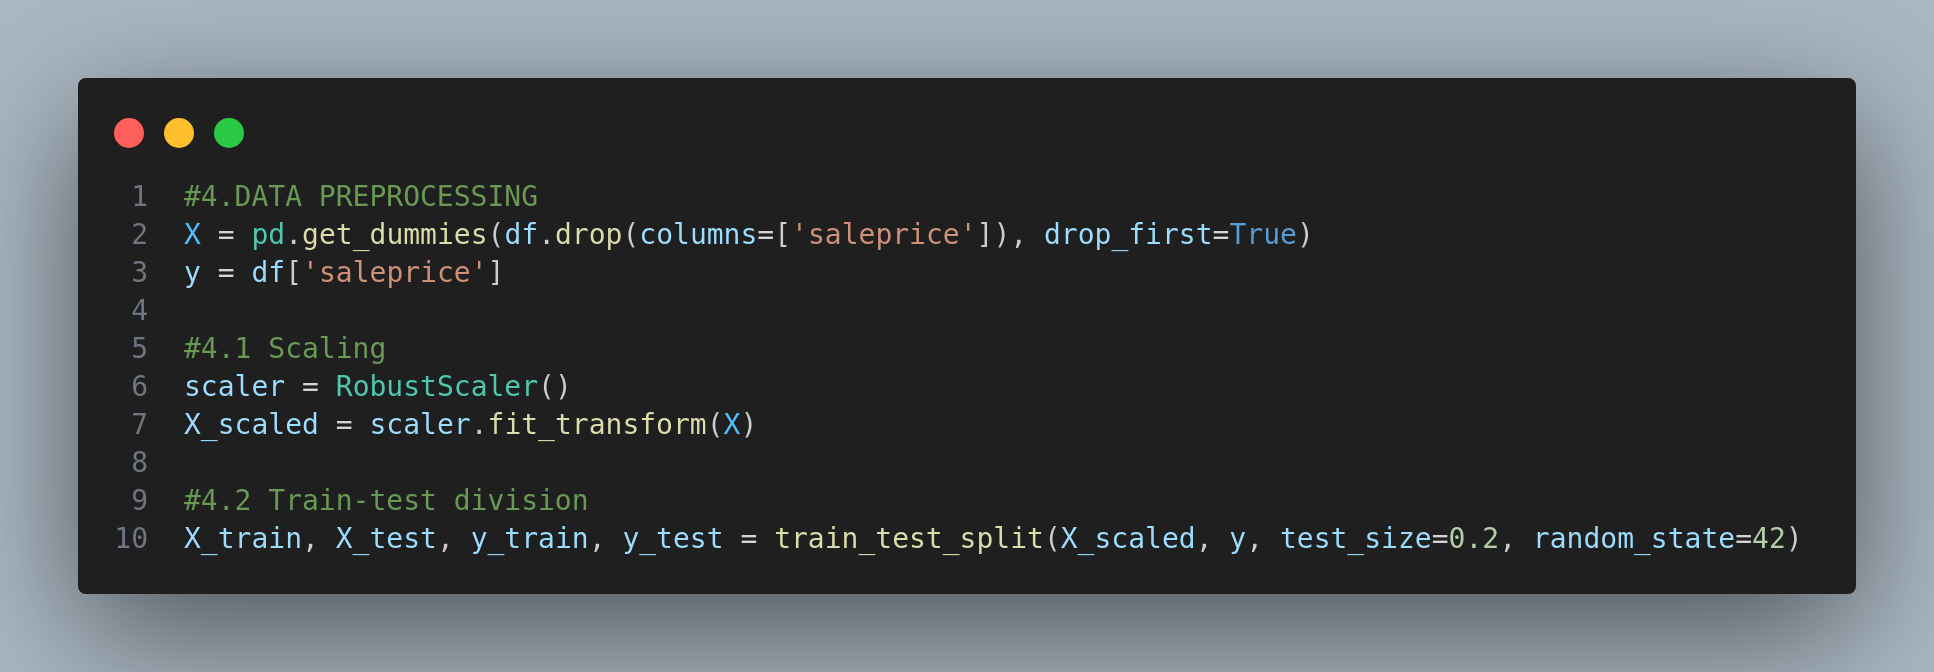 1 #4.DATA PREPROCESSING
2 X = pd.get_dummies(df.drop(columns=['saleprice']), drop_first=True)
3 y = df['saleprice']
4
5 #4.1 Scaling
6 scaler = RobustScaler()
7 X_scaled = scaler.fit_transform(X)
8
9 #4.2 Train-test division
10 X_train, X_test, y_train, y_test = train_test_split(X_scaled, y, test_size=0.2, random_state=42)